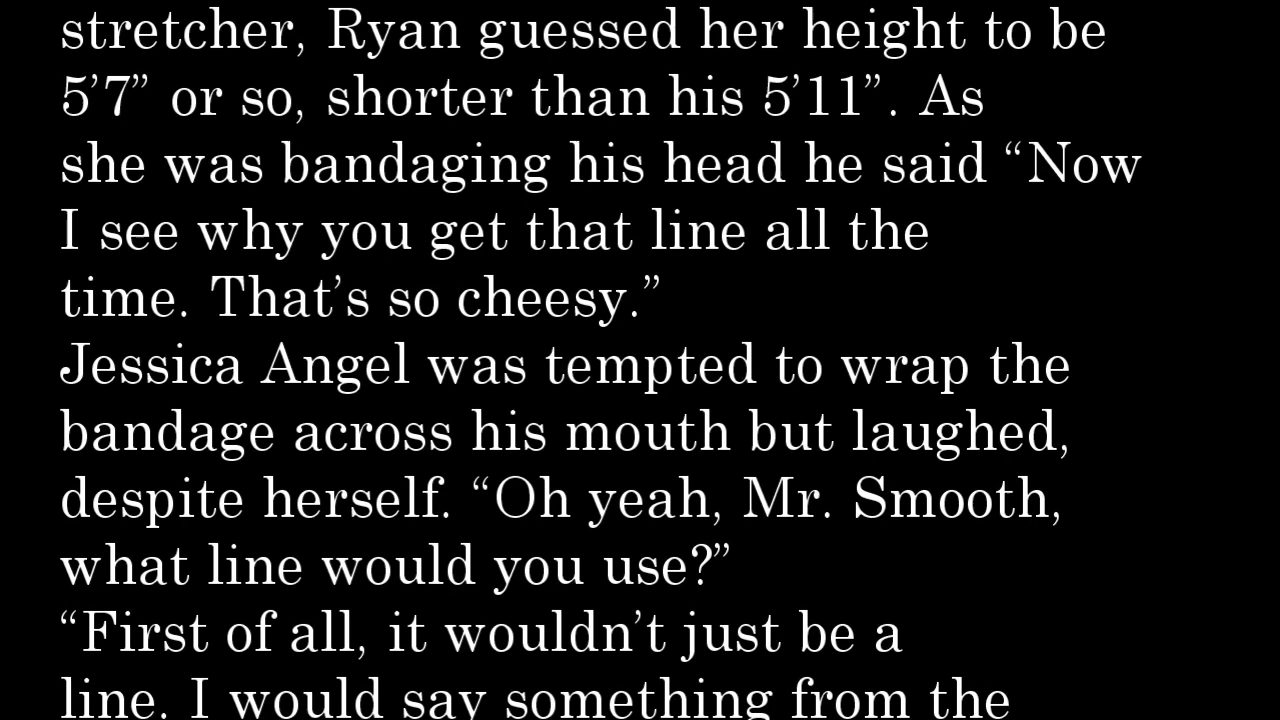 stretcher, Ryan guessed her height to be
5’7” or so, shorter than his 5’11”. As
she was bandaging his head he said “Now
I see why you get that line all the
time. That’s so cheesy.”
Jessica Angel was tempted to wrap the
bandage across his mouth but laughed,
despite herself. “Oh yeah, Mr. Smooth,
what line would you use?”
“First of all, it wouldn’t just be a
line. I would say something from the